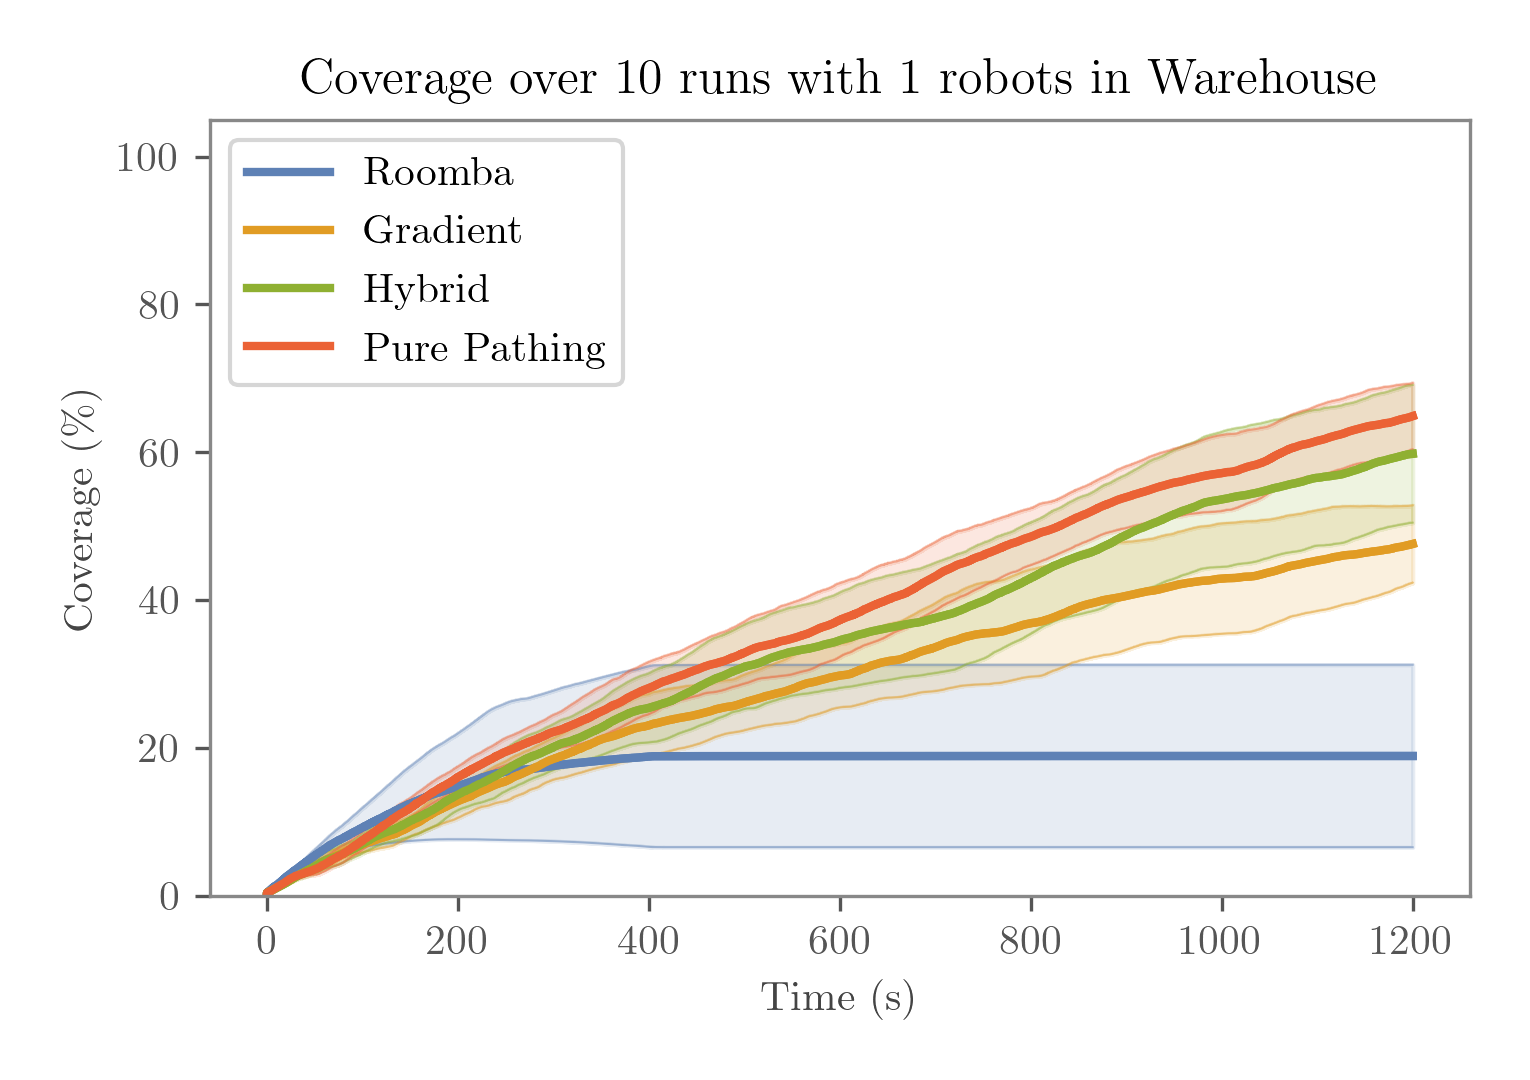 Coverage over 10 runs with 1 robots in Warehouse
100
80
60
40
20
0
Coverage (%)
Roomba
Gradient
Hybrid
Pure Pathing
0 200 400 600 800 1000 1200
Time (s)